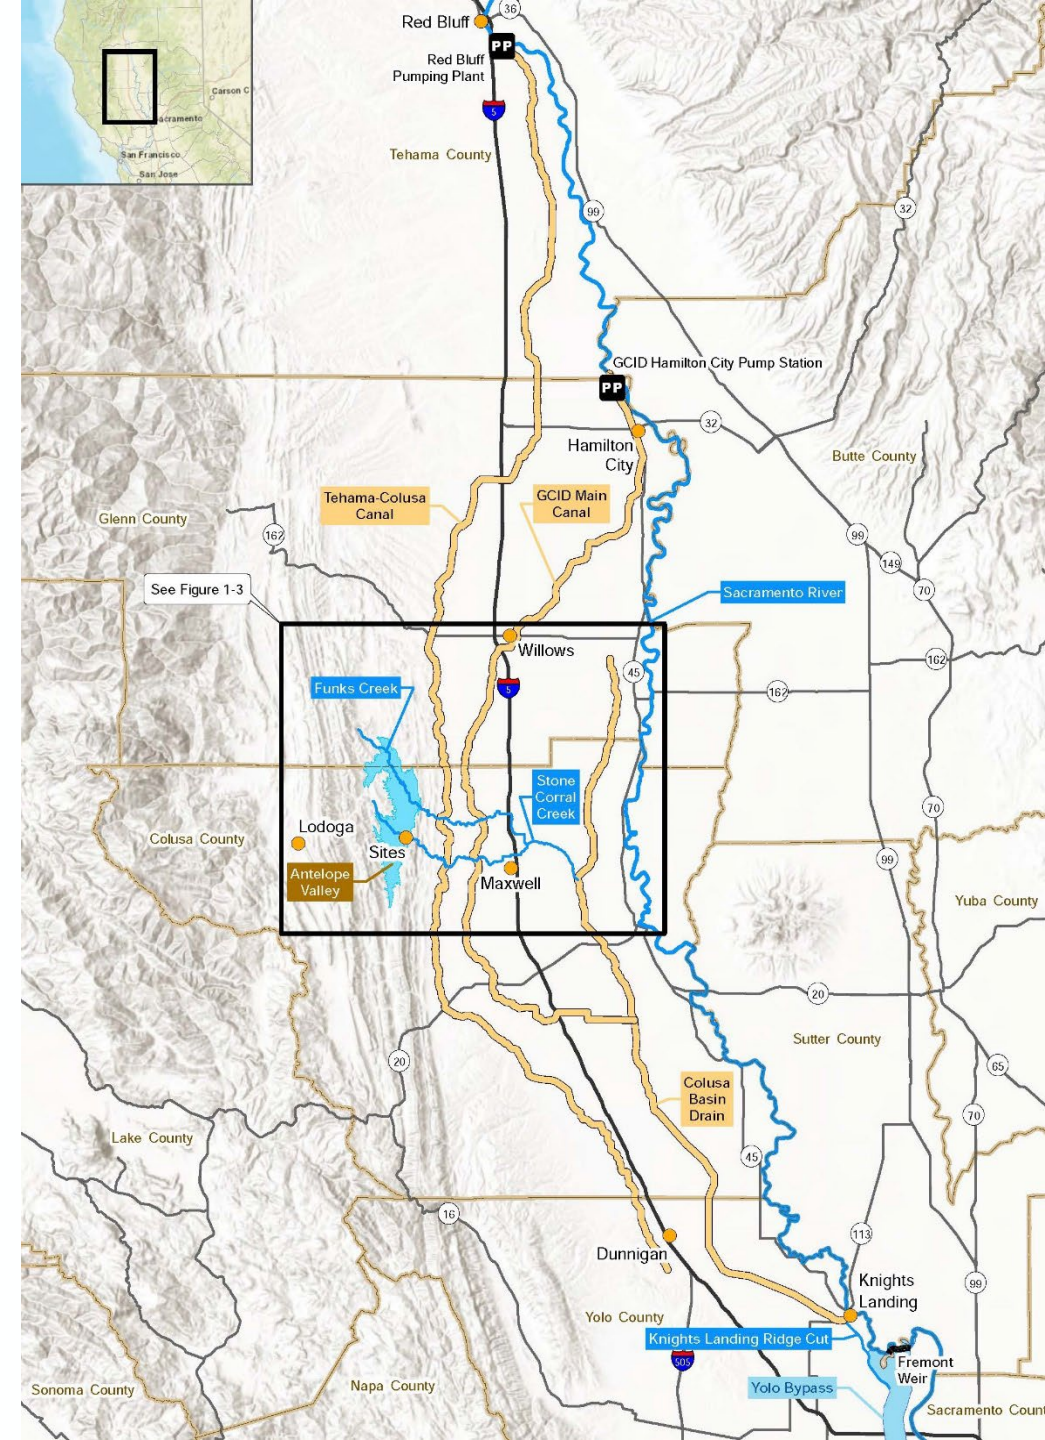 36
Red Bluff
PP
Red Bluff
Pumping Plant
5
Carson C
Sacramento
San Francisco
San Jose
Tehama County
99
32
GCID Hamilton City Pump Station
PP
32
Hamilton
City
Butte County
Tehama-Colusa
Canal
GCID Main
Canal
Glenn County
162
99
149
70
See Figure 1-3
Sacramento River
Willows
162
45
Funks Creek
5
162
Stone
Corral
Creek
70
Lodoga
Colusa County
Sites
99
Antelope
Valley
Maxwell
Yuba County
20
Sutter County
20
65
Colusa
Basin
Drain
70
Lake County
45
16
113
Dunnigan
Knights
Landing
99
Yolo County
Knights Landing Ridge Cut
505
Fremont
Weir
Napa County
Sonoma County
Yolo Bypass
Sacramento Count